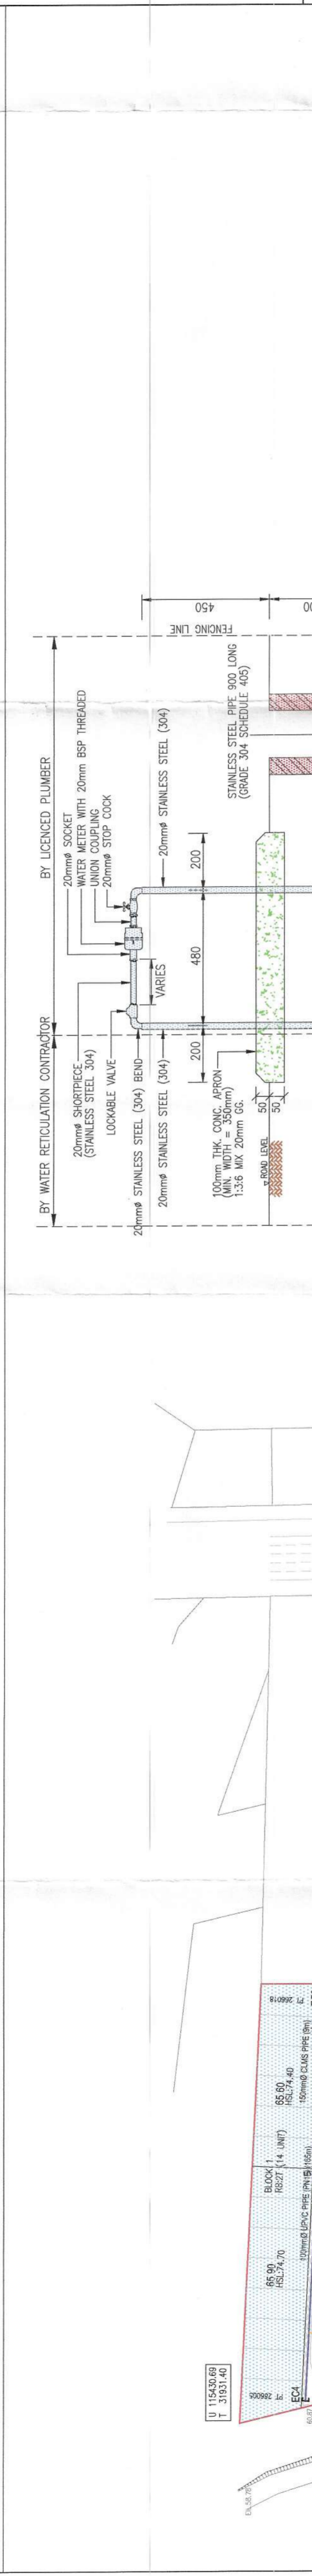 BY WATER RETICULATION CONTRACTOR
BY LICENCED PLUMBER
20mmø SHORTPIECE
(STAINLESS STEEL 304)
LOCKABLE VALVE
20mmø SOCKET
WATER METER WITH 20mm BSP THREADED
UNION COUPLING
20mmø STOP COCK
20mmø STAINLESS STEEL (304) BEND
20mmø STAINLESS STEEL (304)
VARIES
20mmø STAINLESS STEEL (304)
FENCING LINE
450
200
480
200
100mm THK. CONC. APRON
(MIN. WIDTH = 350mm)
1:3:6 MIX 20mm GG.
STAINLESS STEEL PIPE 900 LONG
(GRADE 304 SCHEDULE 40S)
ROAD LEVEL
50
50
U 115430.69
T 31931.40
BLOCK 1
RB27 (14 UNIT)
65.90
HSL:74.70
65.60
HSL:74.40
PT 266005
PT 266018
EC4
150mmØ CLMS PIPE (9m)